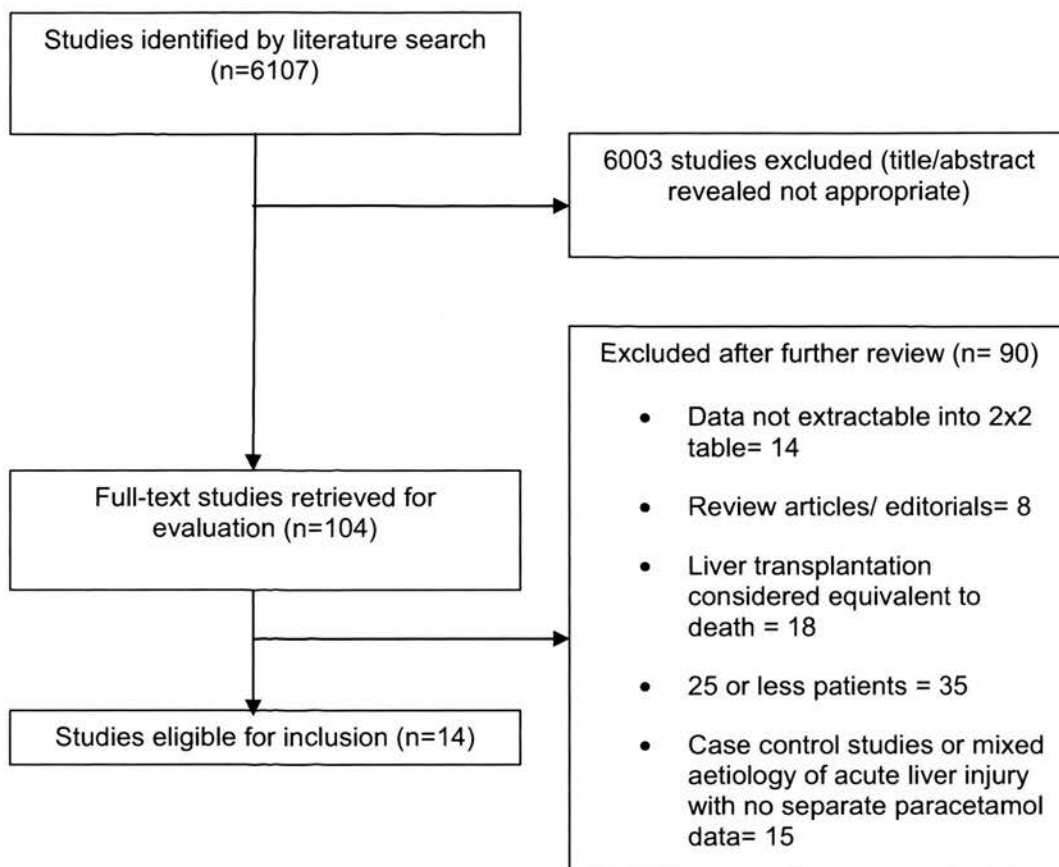 Studies identified by literature search
(n=6107)
6003 studies excluded (title/abstract
revealed not appropriate)
Full-text studies retrieved for
evaluation (n=104)
Excluded after further review (n= 90)
• Data not extractable into 2x2
table= 14
• Review articles/ editorials= 8
• Liver transplantation
considered equivalent to
death = 18
• 25 or less patients = 35
• Case control studies or mixed
aetiology of acute liver injury
with no separate paracetamol
data= 15
Studies eligible for inclusion (n=14)